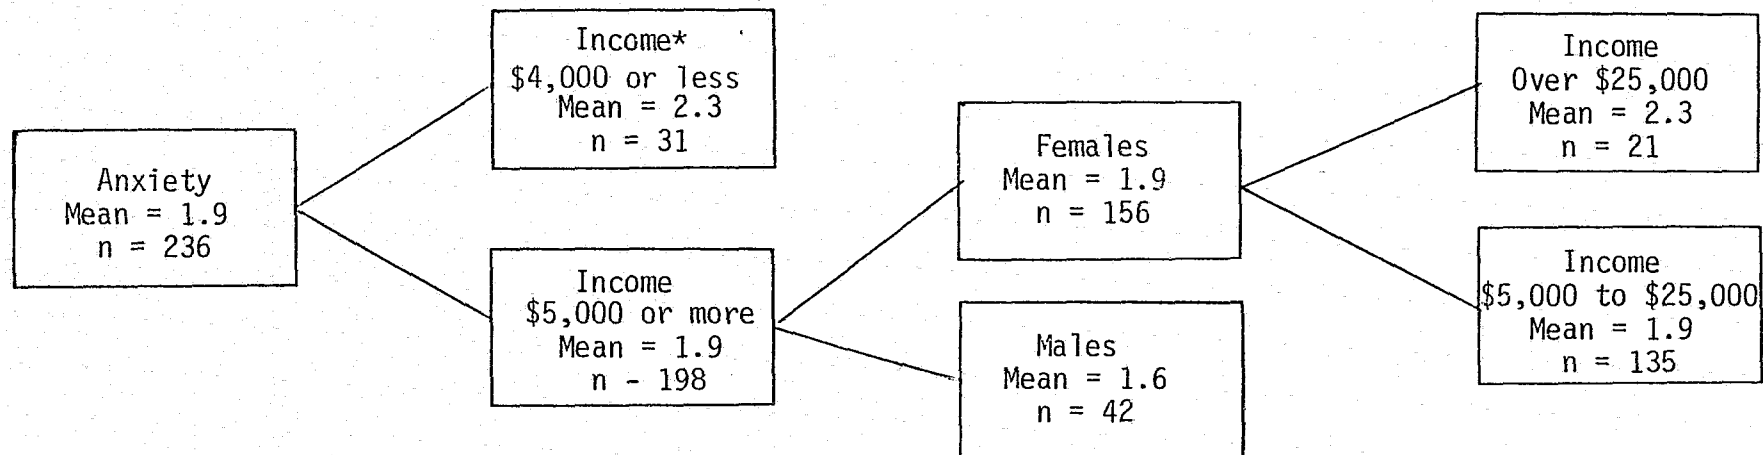 Anxiety
Mean = 1.9
n = 236
Income*
$4,000 or less
Mean = 2.3
n = 31
Income
$5,000 or more
Mean = 1.9
n - 198
Females
Mean = 1.9
n = 156
Males
Mean = 1.6
n = 42
Income
Over $25,000
Mean = 2.3
n = 21
Income
$5,000 to $25,000
Mean = 1.9
n = 135